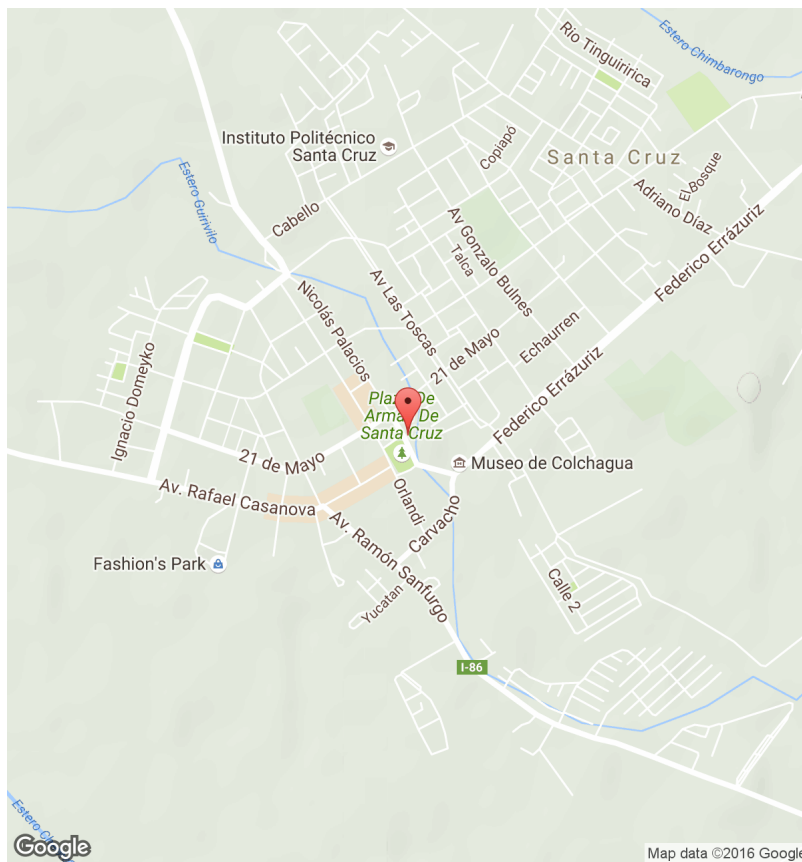 Estero Chimbarongo
Rio Tinguiririca
Instituto Politécnico
Santa Cruz
Copiapó
Santa Cruz
El Bosque
Adriano Díaz
Estero Guirivilo
Cabello
Av Gonzalo Bulnes
Talca
Federico Errázuriz
Nicolás Palacios
Av Las Toscas
21 de Mayo
Echaurren
Federico Errázuriz
Ignacio Domeyko
Plaza De
Armas De
Santa Cruz
21 de Mayo
Museo de Colchagua
Av. Rafael Casanova
Orlandi
Carvacho
Av. Ramón Sanfurgo
Fashion's Park
Yucatan
Calle 2
I-86
Estero
Google
Map data ©2016 Google